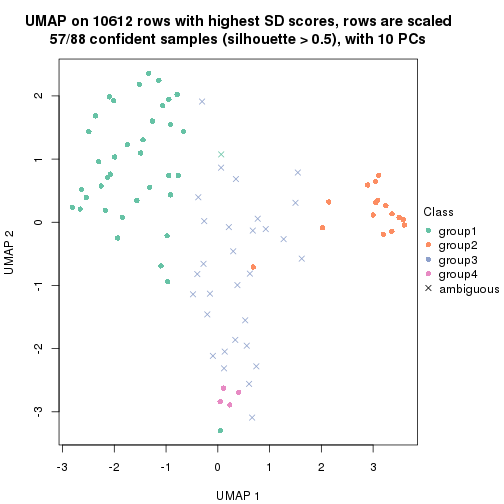 UMAP on 10612 rows with highest SD scores, rows are scaled
57/88 confident samples (silhouette > 0.5), with 10 PCs
UMAP 2
2
1
0
-1
-2
-3
-3
-2
-1
0
1
2
3
UMAP 1
Class
group1
group2
group3
group4
ambiguous